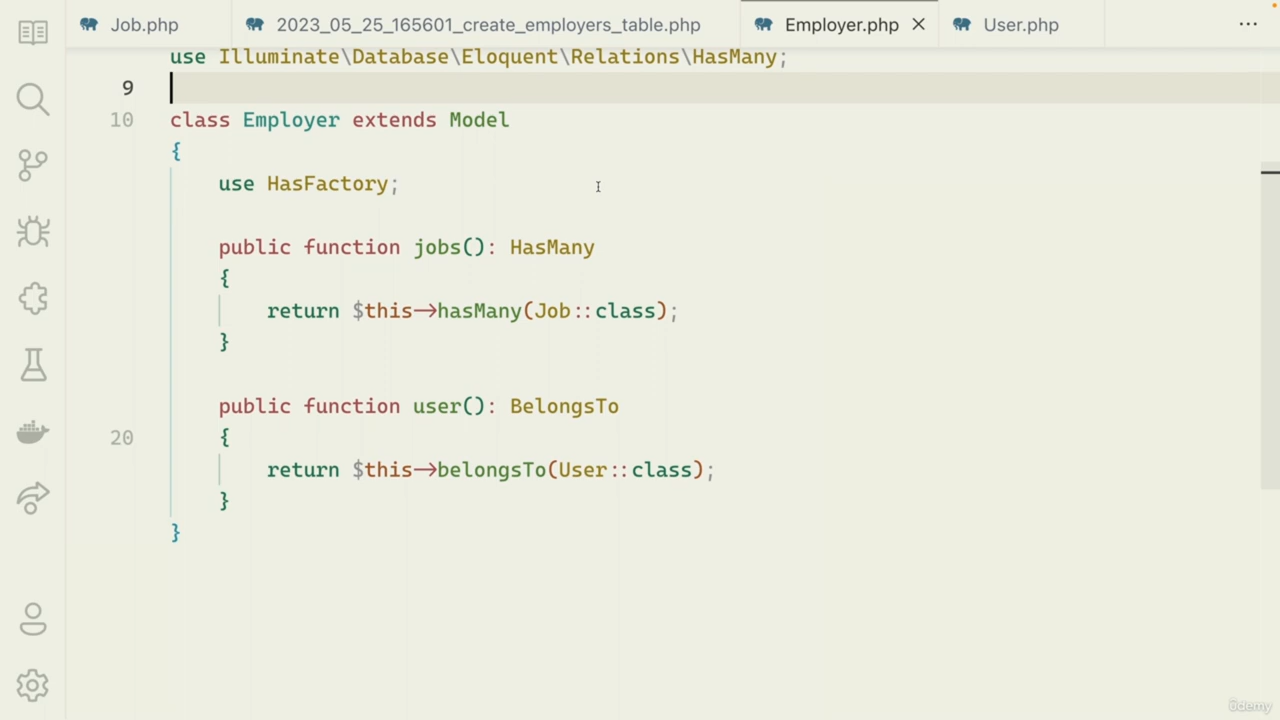 Job.php 2023_05_25_165601_create_employers_table.php Employer.php User.php
use Illuminate\Database\Eloquent\Relations\HasMany;
9
10 class Employer extends Model
{
use HasFactory;
public function jobs(): HasMany
{
return $this->hasMany(Job::class);
}
public function user(): BelongsTo
20 {
return $this->belongsTo(User::class);
}
}
ûdemy